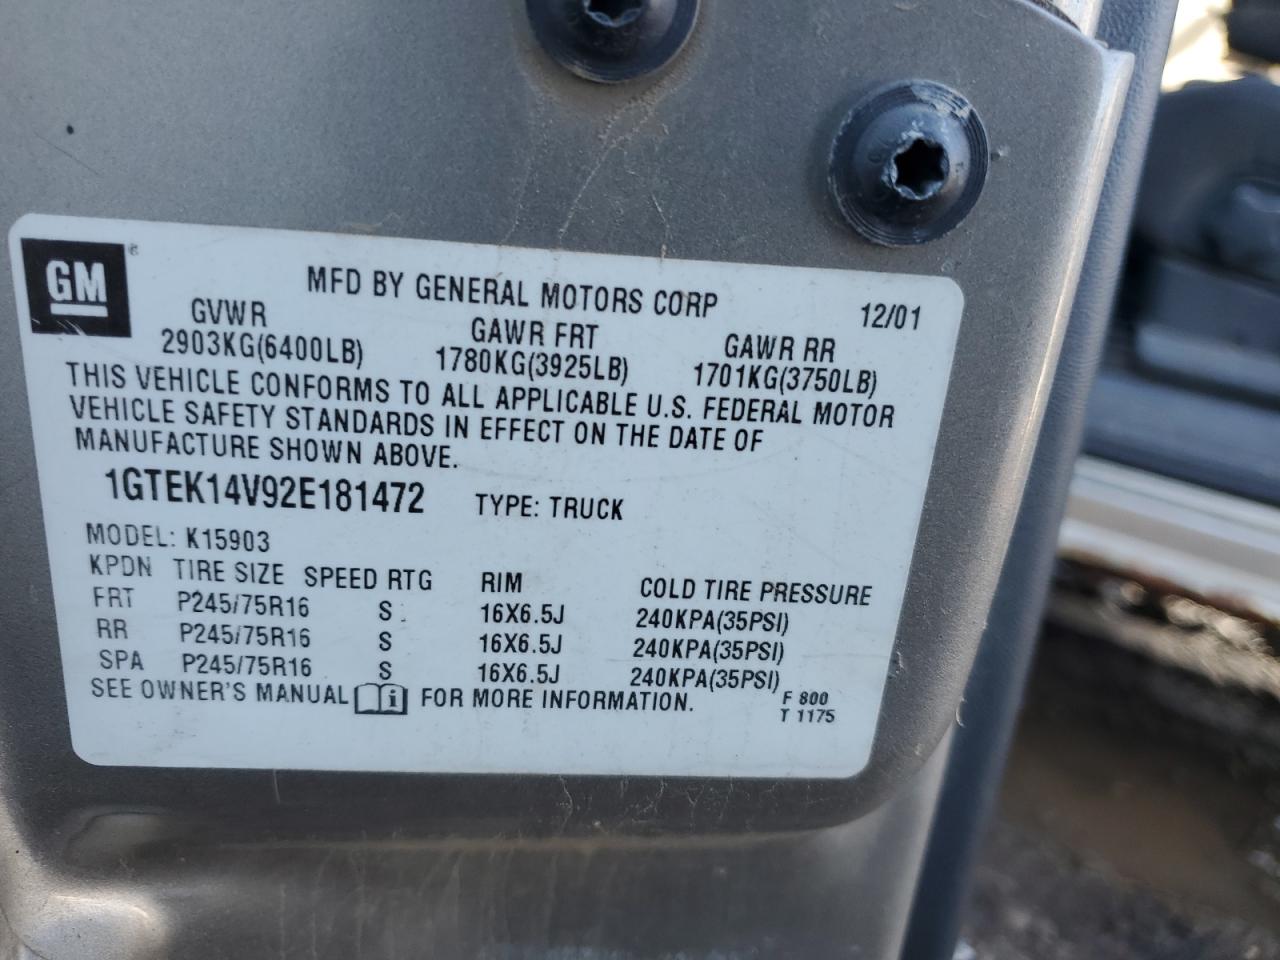 GM ®
MFD BY GENERAL MOTORS CORP 12/01
GVWR GAWR FRT GAWR RR
2903KG(6400LB) 1780KG(3925LB) 1701KG(3750LB)
THIS VEHICLE CONFORMS TO ALL APPLICABLE U.S. FEDERAL MOTOR
VEHICLE SAFETY STANDARDS IN EFFECT ON THE DATE OF
MANUFACTURE SHOWN ABOVE.
1GTEK14V92E181472 TYPE: TRUCK
MODEL: K15903
KPDN TIRE SIZE SPEED RTG RIM COLD TIRE PRESSURE
FRT P245/75R16 S 16X6.5J 240KPA(35PSI)
RR P245/75R16 S 16X6.5J 240KPA(35PSI)
SPA P245/75R16 S 16X6.5J 240KPA(35PSI)
SEE OWNER'S MANUAL i FOR MORE INFORMATION. F 800
T 1175